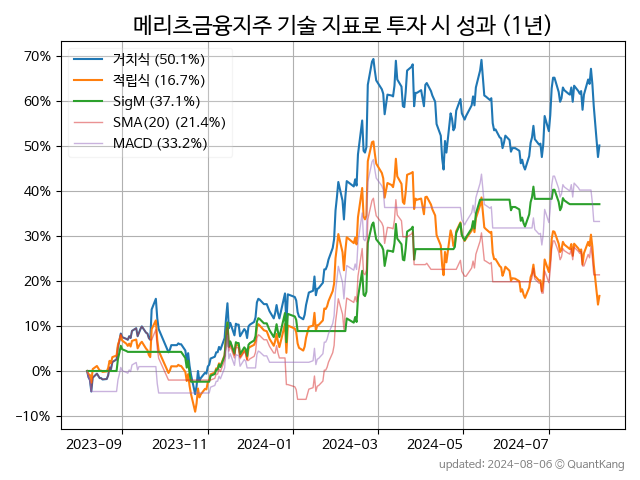 메리츠금융지주 기술 지표로 투자 시 성과 (1년)
70%
60%
50%
40%
30%
20%
10%
0%
−10%
거치식 (50.1%)
적립식 (16.7%)
SigM (37.1%)
SMA(20) (21.4%)
MACD (33.2%)
2023-09 2023-11 2024-01 2024-03 2024-05 2024-07
updated: 2024-08-06 © QuantKang